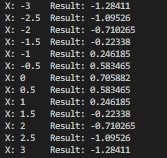 X: -3 Result: -1.28411
X: -2.5 Result: -1.09526
X: -2 Result: -0.710265
X: -1.5 Result: -0.22338
X: -1 Result: 0.246185
X: -0.5 Result: 0.583465
X: 0 Result: 0.705882
X: 0.5 Result: 0.583465
X: 1 Result: 0.246185
X: 1.5 Result: -0.22338
X: 2 Result: -0.710265
X: 2.5 Result: -1.09526
X: 3 Result: -1.28411